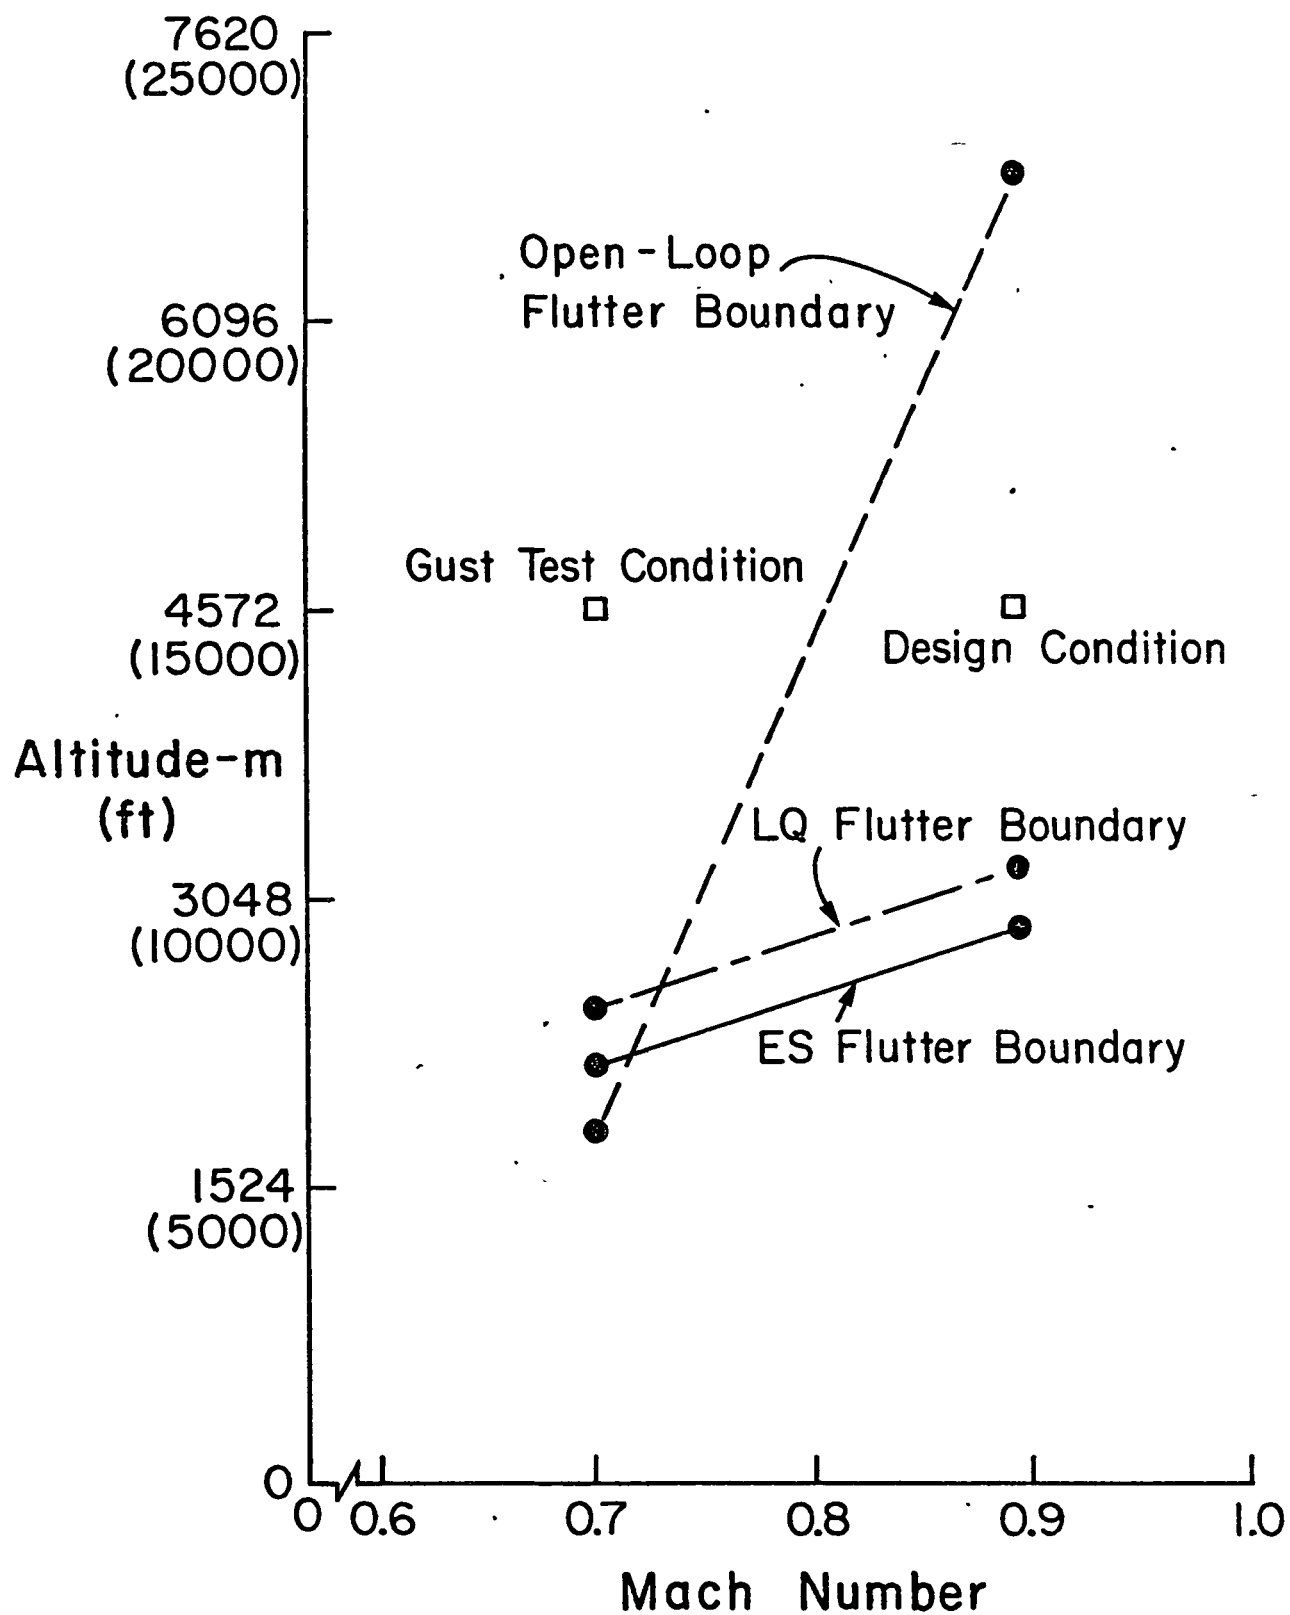 7620
(25000)
Open-Loop
Flutter Boundary
6096
(20000)
Gust Test Condition
4572
(15000)
Design Condition
Altitude-m
(ft)
LQ Flutter Boundary
3048
(10000)
ES Flutter Boundary
1524
(5000)
0
0 0.6 0.7 0.8 0.9 1.0
Mach Number